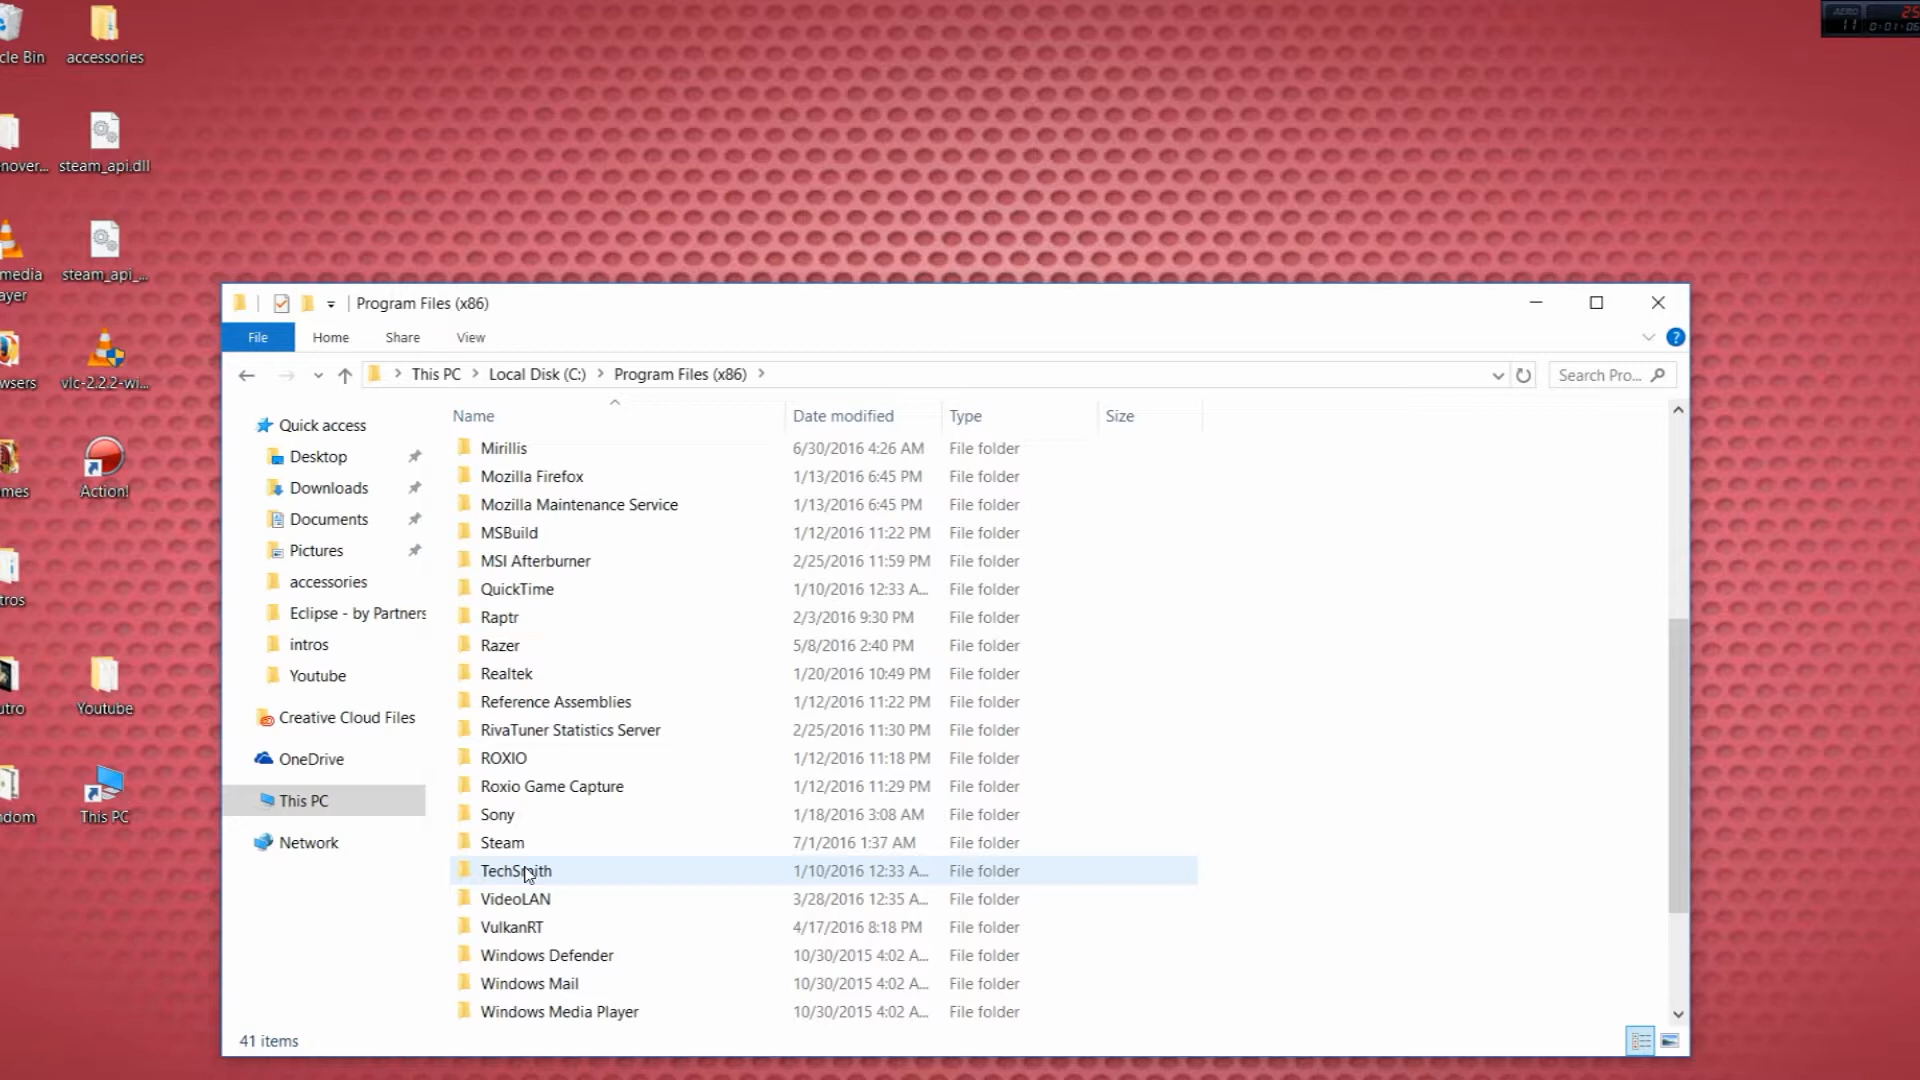 cle Bin
accessories
nover...
steam_api.dll
media
ayer
steam_api_...
wsers
vlc-2.2.2-wi...
mes
Action!
tros
utro
Youtube
dom
This PC
AERO
25
11
0:01:06
Program Files (x86)
File
Home
Share
View
?
This PC > Local Disk (C:) > Program Files (x86) >
Search Pro...
Quick access
Desktop
Downloads
Documents
Pictures
accessories
Eclipse - by Partners
intros
Youtube
Creative Cloud Files
OneDrive
This PC
Network
Name Date modified Type Size
Mirillis 6/30/2016 4:26 AM File folder
Mozilla Firefox 1/13/2016 6:45 PM File folder
Mozilla Maintenance Service 1/13/2016 6:45 PM File folder
MSBuild 1/12/2016 11:22 PM File folder
MSI Afterburner 2/25/2016 11:59 PM File folder
QuickTime 1/10/2016 12:33 A... File folder
Raptr 2/3/2016 9:30 PM File folder
Razer 5/8/2016 2:40 PM File folder
Realtek 1/20/2016 10:49 PM File folder
Reference Assemblies 1/12/2016 11:22 PM File folder
RivaTuner Statistics Server 2/25/2016 11:30 PM File folder
ROXIO 1/12/2016 11:18 PM File folder
Roxio Game Capture 1/12/2016 11:29 PM File folder
Sony 1/18/2016 3:08 AM File folder
Steam 7/1/2016 1:37 AM File folder
TechSmith 1/10/2016 12:33 A... File folder
VideoLAN 3/28/2016 12:35 A... File folder
VulkanRT 4/17/2016 8:18 PM File folder
Windows Defender 10/30/2015 4:02 A... File folder
Windows Mail 10/30/2015 4:02 A... File folder
Windows Media Player 10/30/2015 4:02 A... File folder
41 items